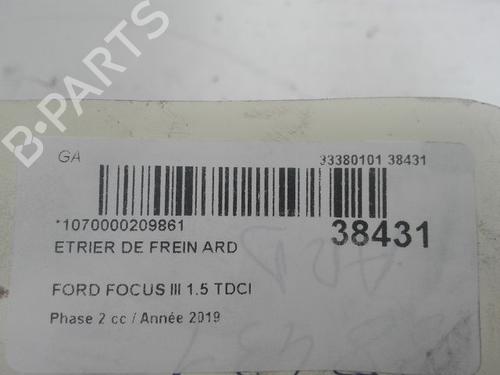 B-PARTS
GA 33380101 38431
*1070000209861 38431
ETRIER DE FREIN ARD
FORD FOCUS III 1.5 TDCI
Phase 2 cc / Année 2019